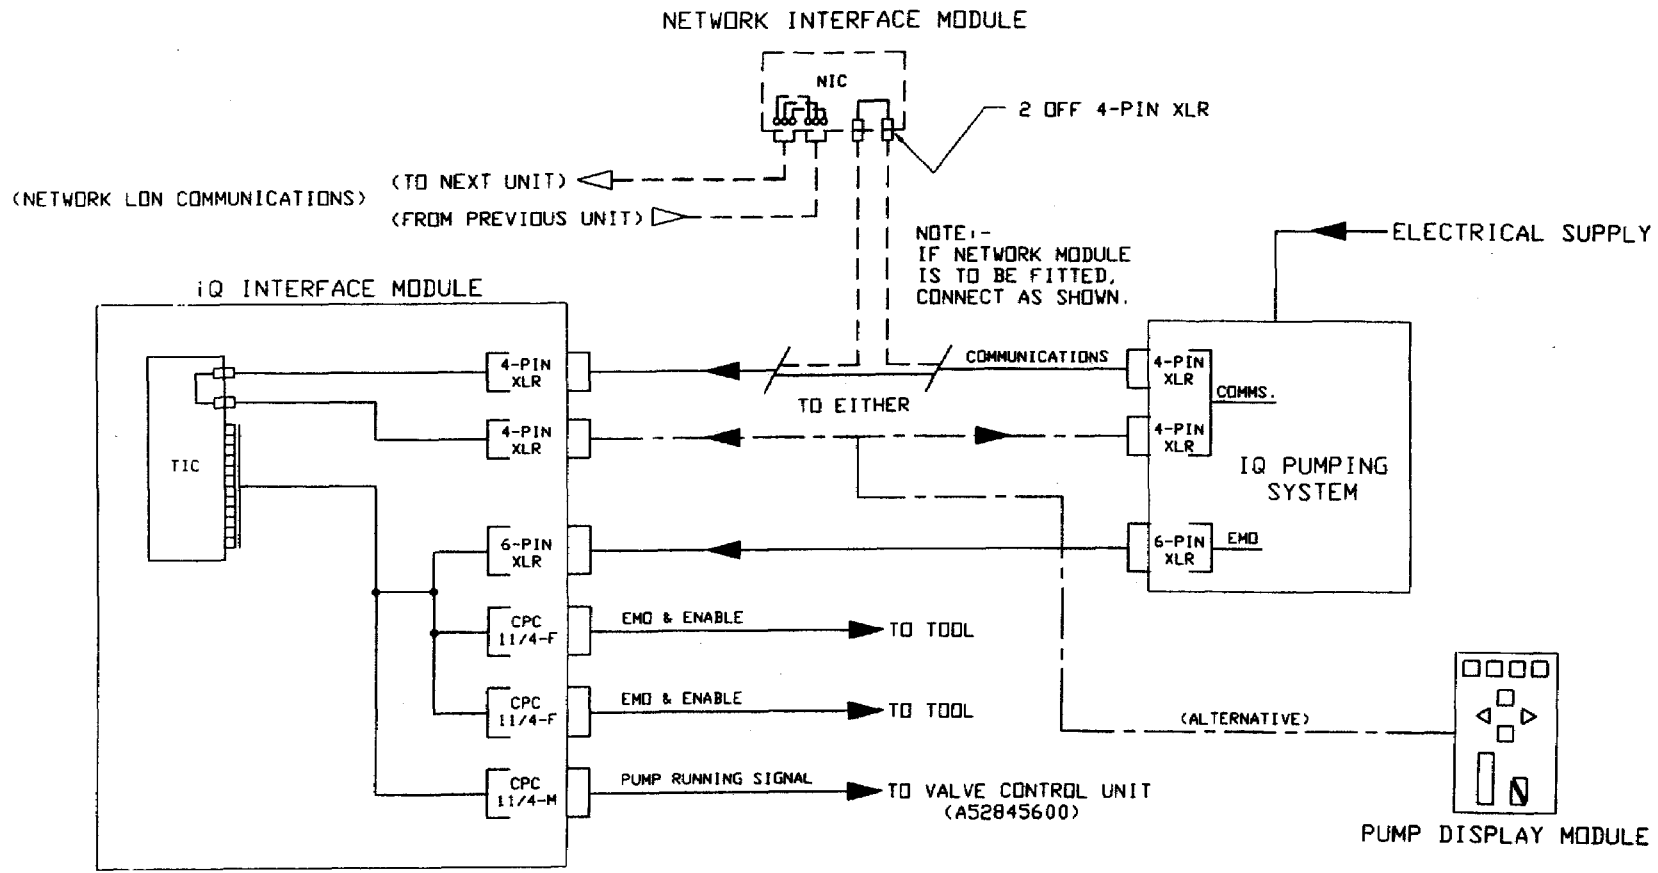 NETWORK INTERFACE MODULE
NIC
2 OFF 4-PIN XLR
(TO NEXT UNIT)
(NETWORK LON COMMUNICATIONS)
(FROM PREVIOUS UNIT)
NOTE:-
IF NETWORK MODULE
IS TO BE FITTED,
CONNECT AS SHOWN.
ELECTRICAL SUPPLY
iQ INTERFACE MODULE
4-PIN
XLR
COMMUNICATIONS
4-PIN
XLR
COMMS.
TO EITHER
4-PIN
XLR
4-PIN
XLR
TIC
IQ PUMPING
SYSTEM
6-PIN
XLR
6-PIN
XLR
EMO
CPC
11/4-F
EMO & ENABLE
TO TOOL
CPC
11/4-F
EMO & ENABLE
TO TOOL
(ALTERNATIVE)
CPC
11/4-M
PUMP RUNNING SIGNAL
TO VALVE CONTROL UNIT
(A52845600)
PUMP DISPLAY MODULE